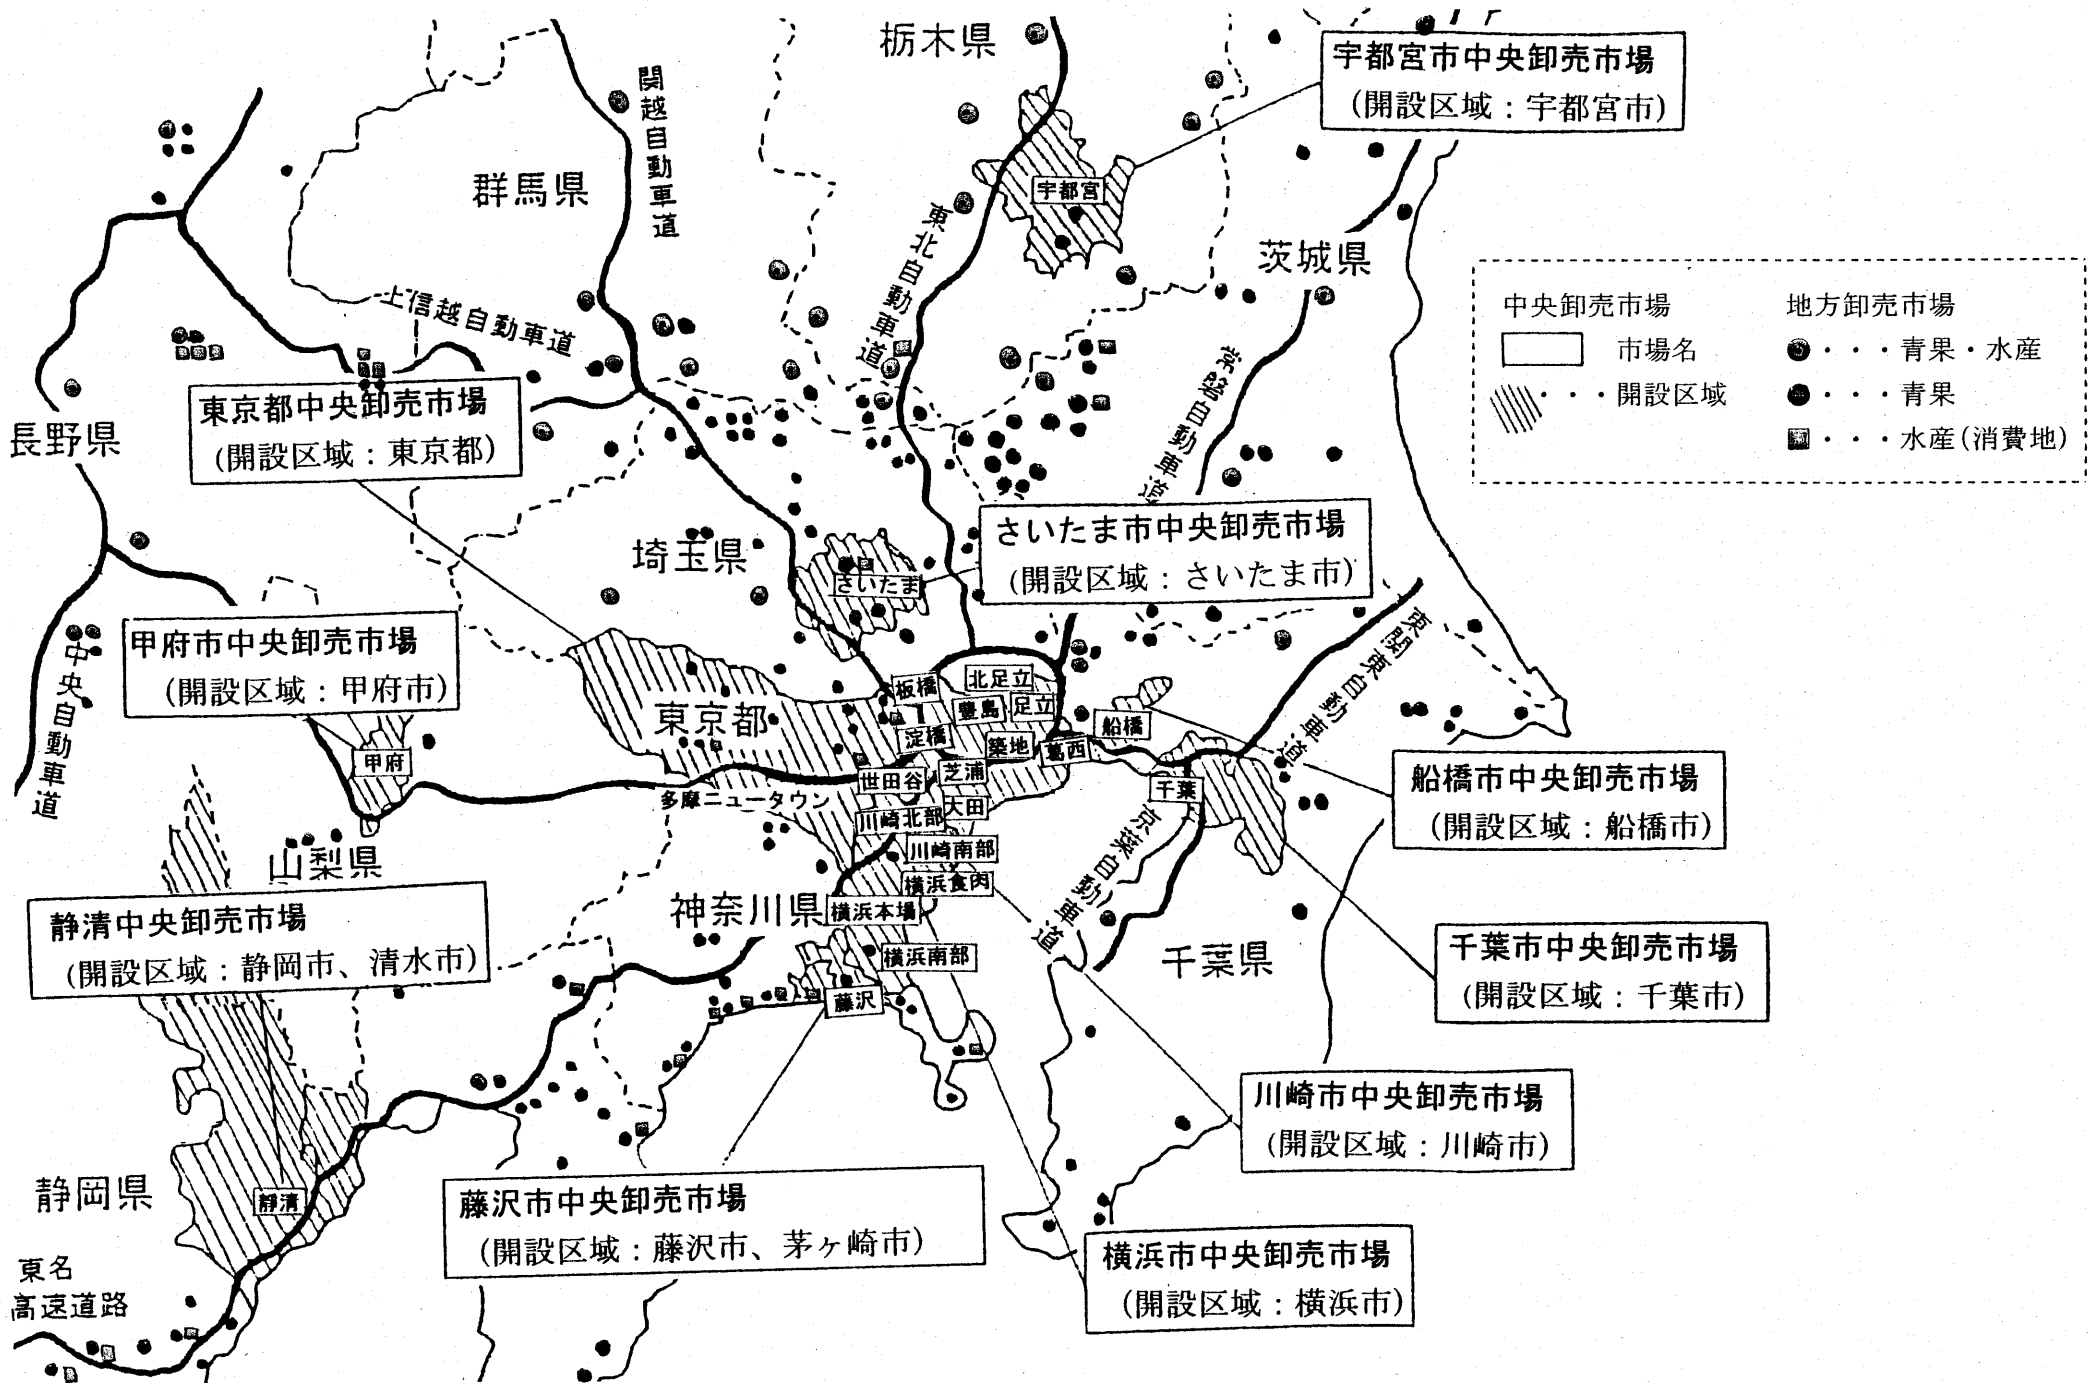 栃木県
宇都宮市中央卸売市場
(開設区域：宇都宮市)
関越自動車道
群馬県
宇都宮
東北自動車道
茨城県
上信越自動車道
中央卸売市場
市場名
・・・開設区域
地方卸売市場
・・・青果・水産
・・・青果
・・・水産(消費地)
常磐自動車道
東京都中央卸売市場
(開設区域：東京都)
長野県
さいたま市中央卸売市場
(開設区域：さいたま市)
埼玉県
さいたま
甲府市中央卸売市場
(開設区域：甲府市)
中央自動車道
東関東自動車道
板橋
北足立
豊島
足立
東京都
淀橋
築地
葛西
船橋
甲府
世田谷
芝浦
千葉
多摩ニュータウン
大田
川崎北部
船橋市中央卸売市場
(開設区域：船橋市)
京葉自動車道
川崎南部
山梨県
横浜食肉
神奈川県
横浜本場
静清中央卸売市場
(開設区域：静岡市、清水市)
横浜南部
千葉県
千葉市中央卸売市場
(開設区域：千葉市)
藤沢
川崎市中央卸売市場
(開設区域：川崎市)
静岡県
静清
藤沢市中央卸売市場
(開設区域：藤沢市、茅ヶ崎市)
横浜市中央卸売市場
(開設区域：横浜市)
東名
高速道路